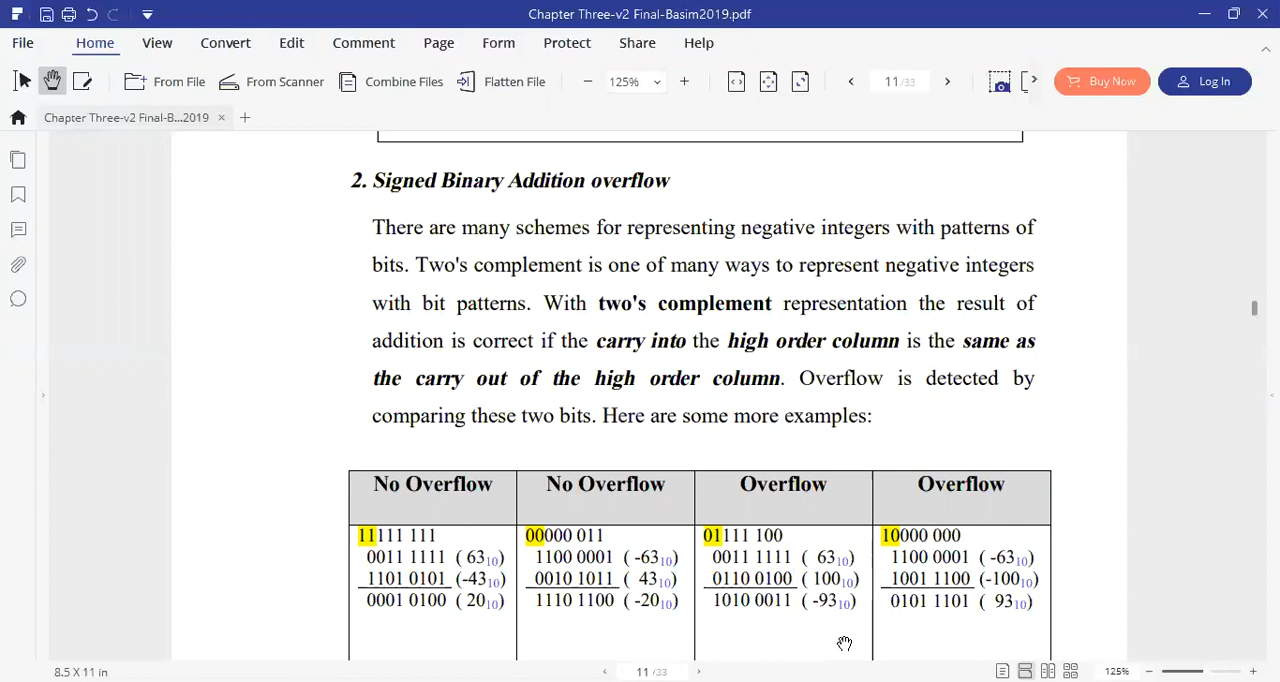 Chapter Three-v2 Final-Basim2019.pdf
File Home View Convert Edit Comment Page Form Protect Share Help
From File From Scanner Combine Files Flatten File 125% 11/33 Buy Now Log In
Chapter Three-v2 Final-B...2019
2. Signed Binary Addition overflow
There are many schemes for representing negative integers with patterns of
bits. Two's complement is one of many ways to represent negative integers
with bit patterns. With two's complement representation the result of
addition is correct if the carry into the high order column is the same as
the carry out of the high order column. Overflow is detected by
comparing these two bits. Here are some more examples:
No Overflow No Overflow Overflow Overflow
11111 111 00000 011 01111 100 10000 000
0011 1111 ( 63₁₀) 1100 0001 ( -63₁₀) 0011 1111 ( 63₁₀) 1100 0001 ( -63₁₀)
1101 0101 (-43₁₀) 0010 1011 ( 43₁₀) 0110 0100 ( 100₁₀) 1001 1100 (-100₁₀)
0001 0100 ( 20₁₀) 1110 1100 ( -20₁₀) 1010 0011 ( -93₁₀) 0101 1101 ( 93₁₀)
8.5 X 11 in 11 /33 125%